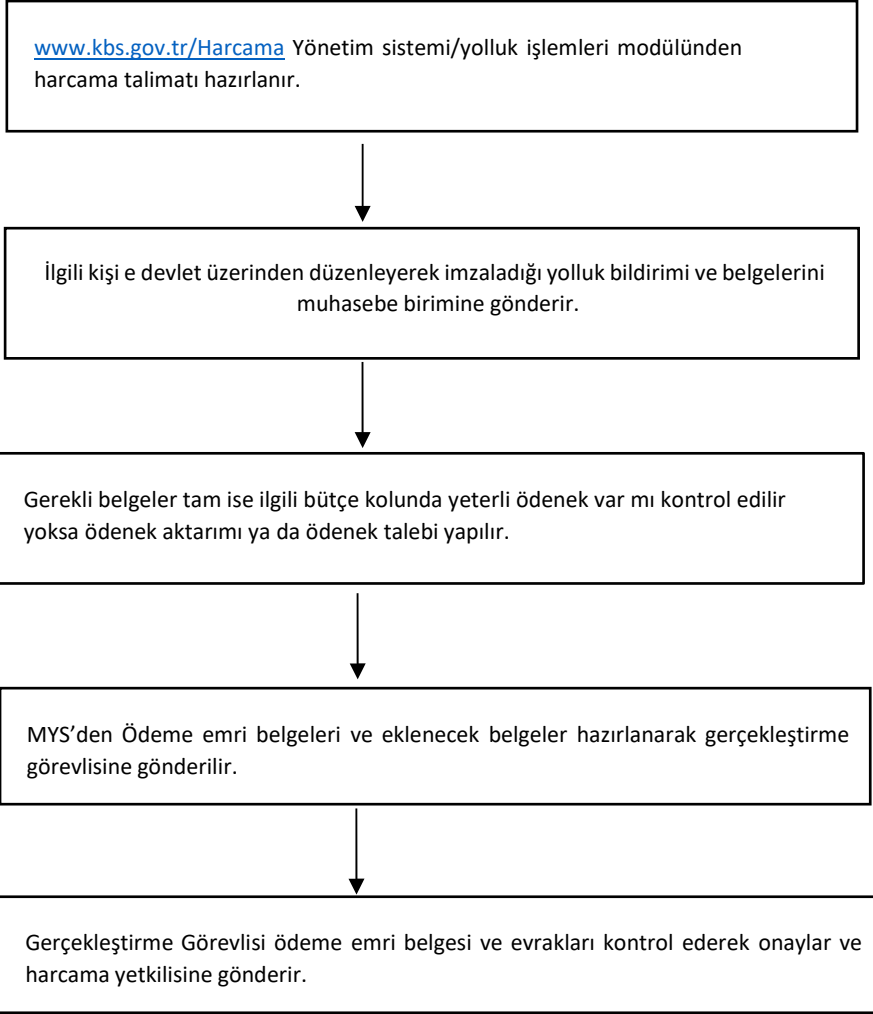 www.kbs.gov.tr/Harcama Yönetim sistemi/yolluk işlemleri modülünden
harcama talimatı hazırlanır.
İlgili kişi e devlet üzerinden düzenleyerek imzaladığı yolluk bildirimi ve belgelerini
muhasebe birimine gönderir.
Gerekli belgeler tam ise ilgili bütçe kolunda yeterli ödenek var mı kontrol edilir
yoksa ödenek aktarımı ya da ödenek talebi yapılır.
MYS’den Ödeme emri belgeleri ve eklenecek belgeler hazırlanarak gerçekleştirme
görevlisine gönderilir.
Gerçekleştirme Görevlisi ödeme emri belgesi ve evrakları kontrol ederek onaylar ve
harcama yetkilisine gönderir.